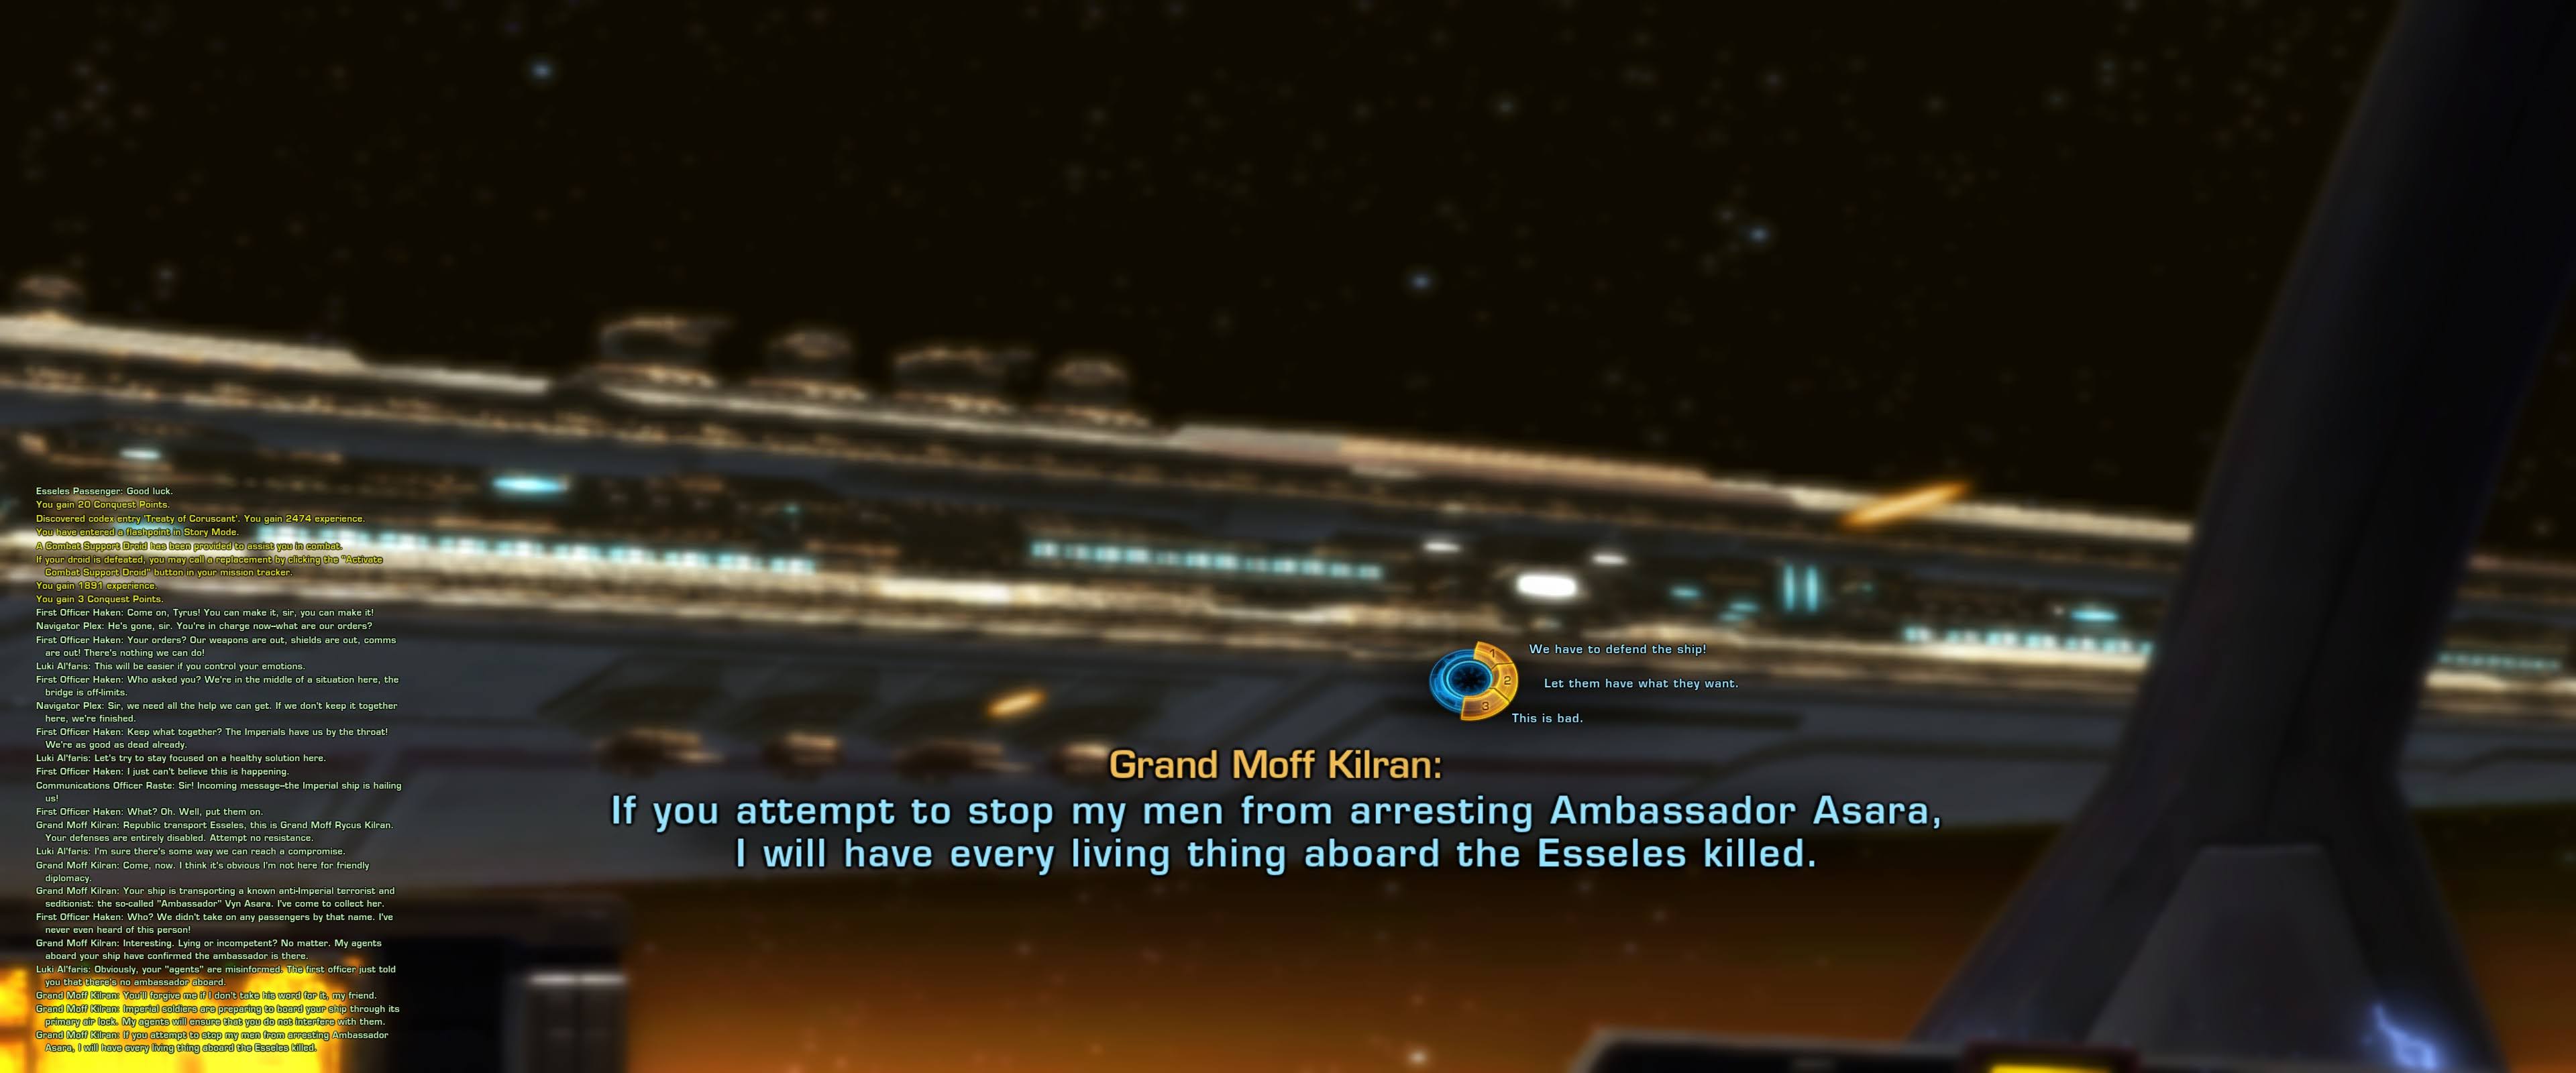 Esseles Passenger: Good luck.
You gain 20 Conquest Points.
Discovered codex entry 'Treaty of Coruscant'. You gain 2474 experience.
You have entered a flashpoint in Story Mode.
A Combat Support Droid has been provided to assist you in combat.
If your droid is defeated, you may call a replacement by clicking the "Activate
Combat Support Droid" button in your mission tracker.
You gain 1891 experience.
You gain 3 Conquest Points.
First Officer Haken: Come on, Tyrus! You can make it, sir, you can make it!
Navigator Plex: He's gone, sir. You're in charge now—what are our orders?
First Officer Haken: Your orders? Our weapons are out, shields are out, comms
are out! There's nothing we can do!
Luki Al'faris: This will be easier if you control your emotions.
First Officer Haken: Who asked you? We're in the middle of a situation here, the
bridge is off-limits.
Navigator Plex: Sir, we need all the help we can get. If we don't keep it together
here, we're finished.
First Officer Haken: Keep what together? The Imperials have us by the throat!
We're as good as dead already.
Luki Al'faris: Let's try to stay focused on a healthy solution here.
First Officer Haken: I just can't believe this is happening.
Communications Officer Raste: Sir! Incoming message—the Imperial ship is hailing
us!
First Officer Haken: What? Oh. Well, put them on.
Grand Moff Kilran: Republic transport Esseles, this is Grand Moff Rycus Kilran.
Your defenses are entirely disabled. Attempt no resistance.
Luki Al'faris: I'm sure there's some way we can reach a compromise.
Grand Moff Kilran: Come, now. I think it's obvious I'm not here for friendly
diplomacy.
Grand Moff Kilran: Your ship is transporting a known anti-Imperial terrorist and
seditionist: the so-called "Ambassador" Vyn Asara. I've come to collect her.
First Officer Haken: Who? We didn't take on any passengers by that name. I've
never even heard of this person!
Grand Moff Kilran: Interesting. Lying or incompetent? No matter. My agents
aboard your ship have confirmed the ambassador is there.
Luki Al'faris: Obviously, your "agents" are misinformed. The first officer just told
you that there's no ambassador aboard.
Grand Moff Kilran: You'll forgive me if I don't take his word for it, my friend.
Grand Moff Kilran: Imperial soldiers are preparing to board your ship through its
primary air lock. My agents will ensure that you do not interfere with them.
Grand Moff Kilran: If you attempt to stop my men from arresting Ambassador
Asara, I will have every living thing aboard the Esseles killed.
1 We have to defend the ship!
2 Let them have what they want.
3 This is bad.
Grand Moff Kilran:
If you attempt to stop my men from arresting Ambassador Asara,
I will have every living thing aboard the Esseles killed.